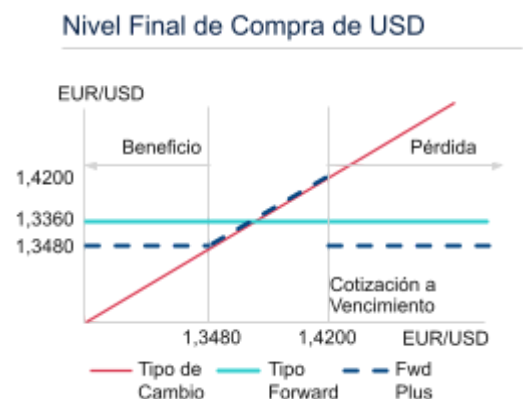 Nivel Final de Compra de USD
EUR/USD
Beneficio
Pérdida
1,4200
1,3360
1,3480
Cotización a
Vencimiento
1,3480
1,4200
EUR/USD
Tipo de
Cambio
Tipo
Forward
Fwd
Plus